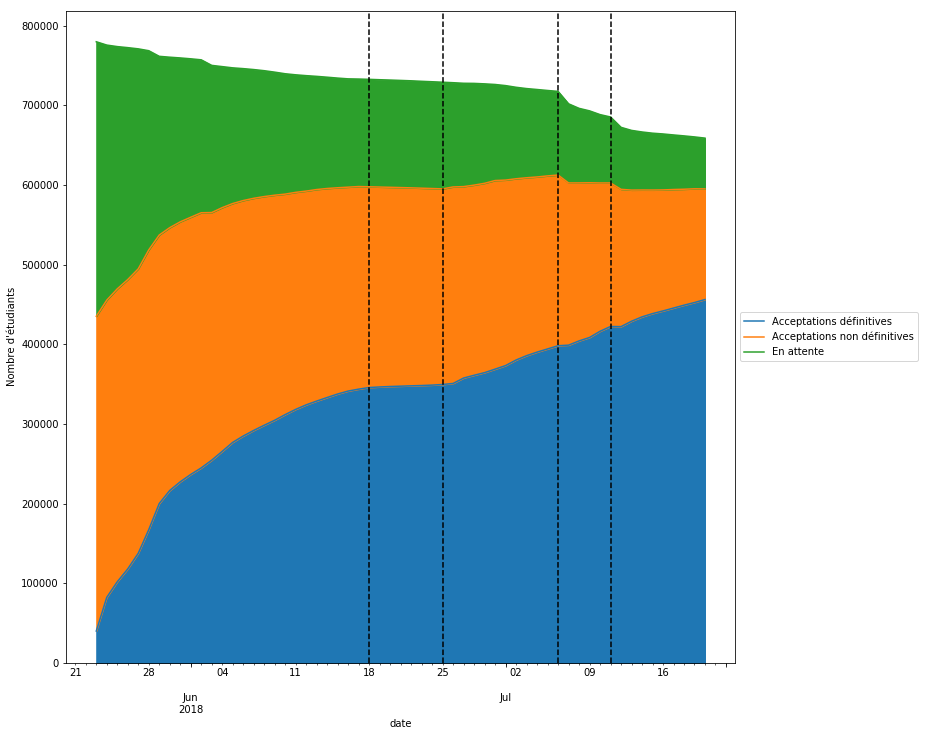 800000
700000
600000
500000
400000
300000
200000
100000
0
Nombre d'étudiants
21 28 04 11 18 25 02 09 16
Jun Jul
2018
date
Acceptations définitives
Acceptations non définitives
En attente